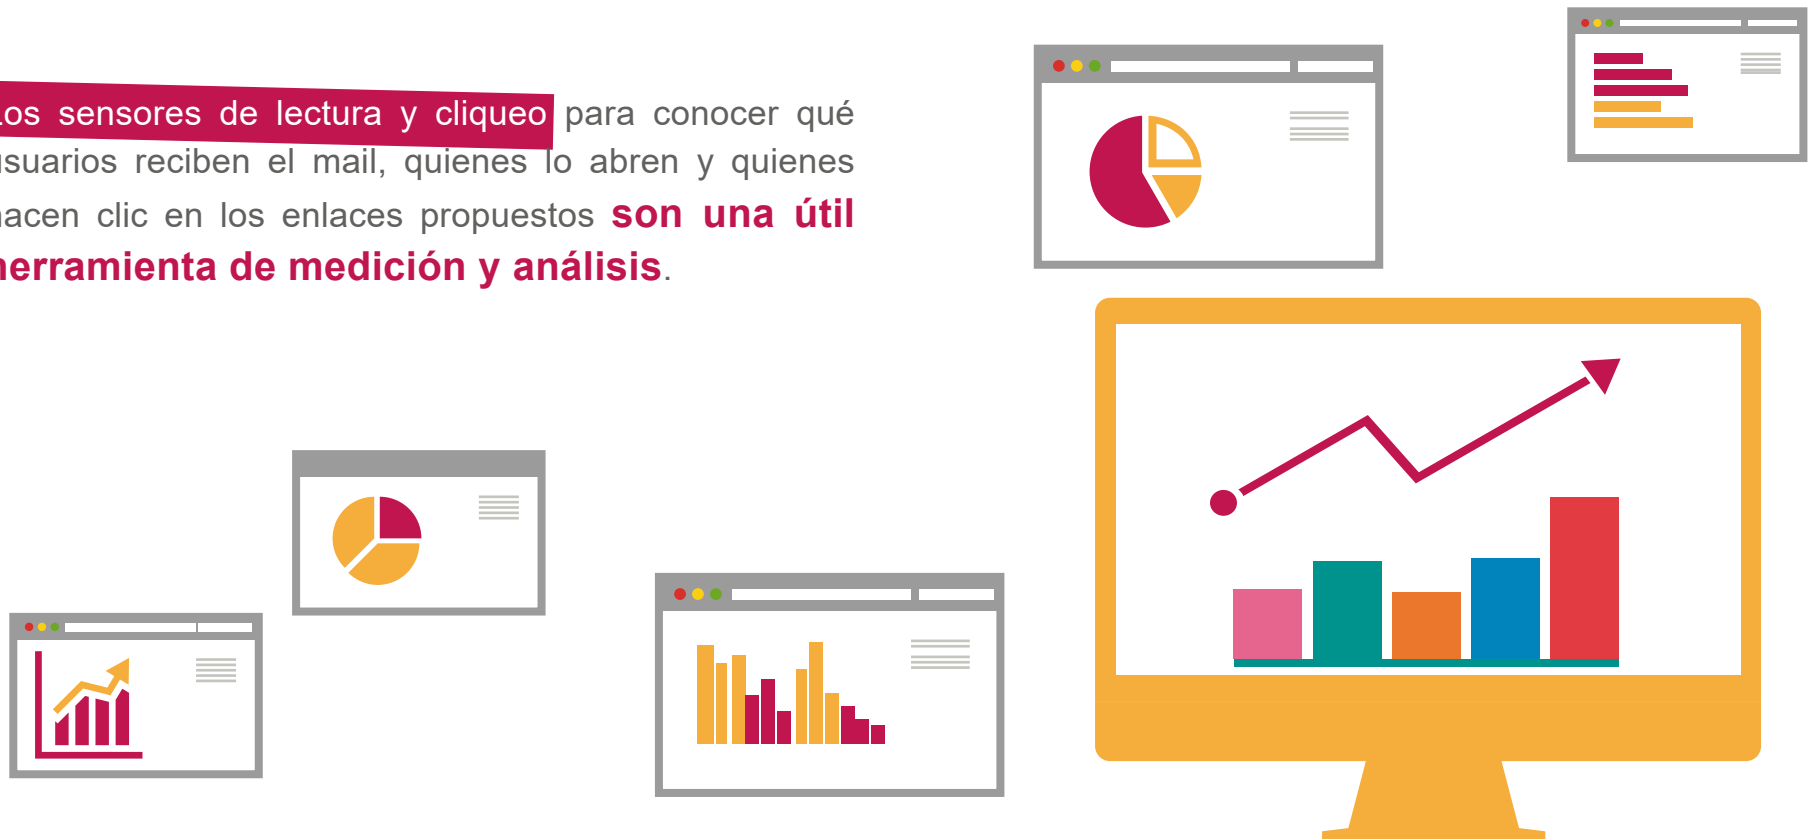 Los sensores de lectura y cliqueo para conocer qué
usuarios reciben el mail, quienes lo abren y quienes
hacen clic en los enlaces propuestos son una útil
herramienta de medición y análisis.